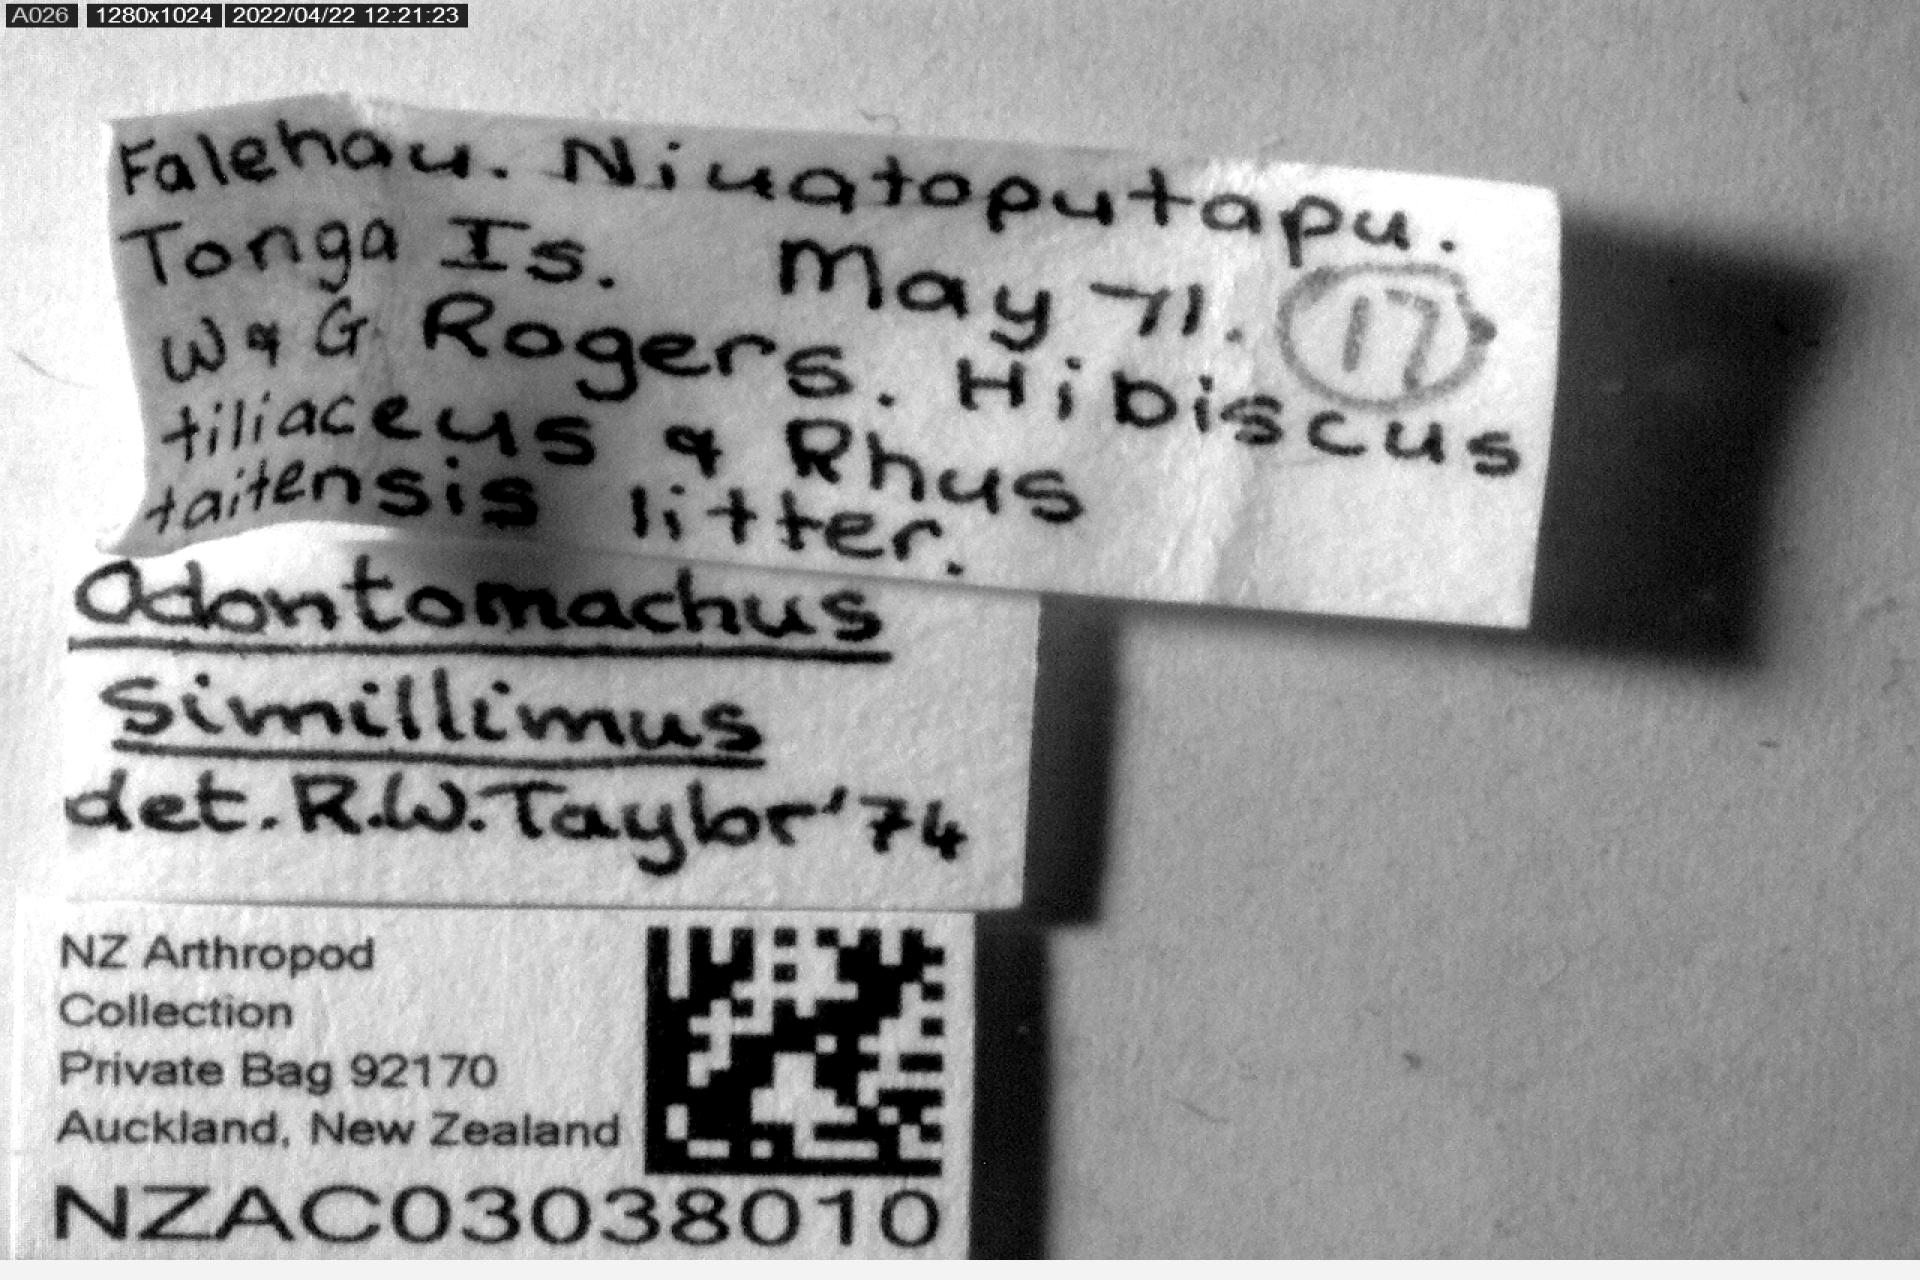 A026 1280x1024 2022/04/22 12:21:23
Falehau. Niuatoputapu.
Tonga Is. May 71. 17
W & G Rogers. Hibiscus
tiliaceus & Rhus
taitensis litter.
Odontomachus
simillimus
det. R.W. Taylor '74
NZ Arthropod
Collection
Private Bag 92170
Auckland, New Zealand
NZAC03038010